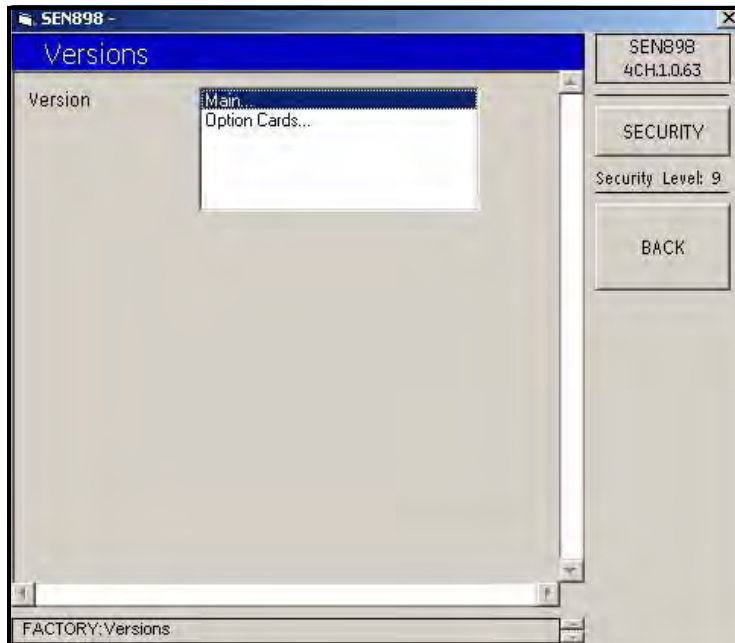 SEN898 -
Versions
Version
Main...
Option Cards...
SEN898
4CH.1.0.63
SECURITY
Security Level: 9
BACK
FACTORY:Versions